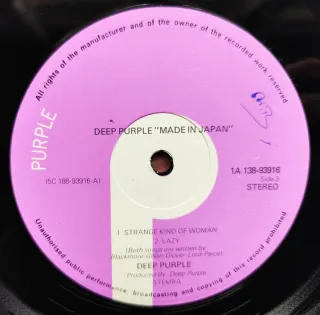 All rights of the manufacturer and of the owner of the recorded work reserved
PURPLE
DEEP PURPLE "MADE IN JAPAN"
(5C 188-93916-A)
1A 138-93916
Side 3
STEREO
1. STRANGE KIND OF WOMAN
2. LAZY
(Both songs are written by
Blackmore-Gillan-Glover-Lord-Paice)
DEEP PURPLE
Produced By: Deep Purple
STEMRA
Unauthorised public performance, broadcasting and copying of this record prohibited